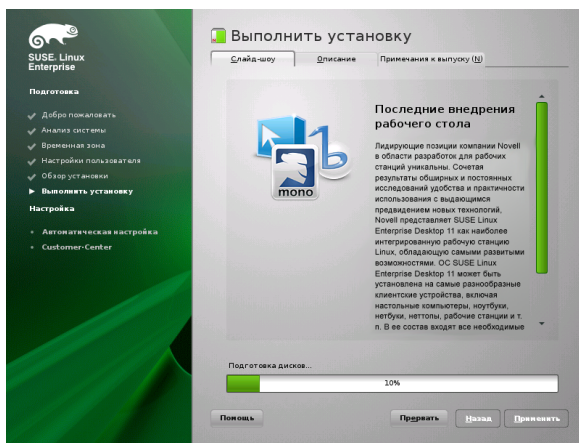 SUSE. Linux
Enterprise
Подготовка
Добро пожаловать
Анализ системы
Временная зона
Настройки пользователя
Обзор установки
Выполнить установку
Настройка
Автоматическая настройка
Customer-Center
Выполнить установку
Слайд-шоу
Описание
Примечания к выпуску (N)
mono
Последние внедрения
рабочего стола
Лидирующие позиции компании Novell
в области разработок для рабочих
станций уникальны. Сочетая
результаты обширных и постоянных
исследований удобства и практичности
использования с выдающимся
предвидением новых технологий,
Novell представляет SUSE Linux
Enterprise Desktop 11 как наиболее
интегрированную рабочую станцию
Linux, обладающую самыми развитыми
возможностями. ОС SUSE Linux
Enterprise Desktop 11 может быть
установлена на самые разнообразные
клиентские устройства, включая
настольные компьютеры, ноутбуки,
нетбуки, неттопы, рабочие станции и т.
п. В ее состав входят все необходимые
Подготовка дисков...
10%
Помощь
Прервать
Назад
Применить